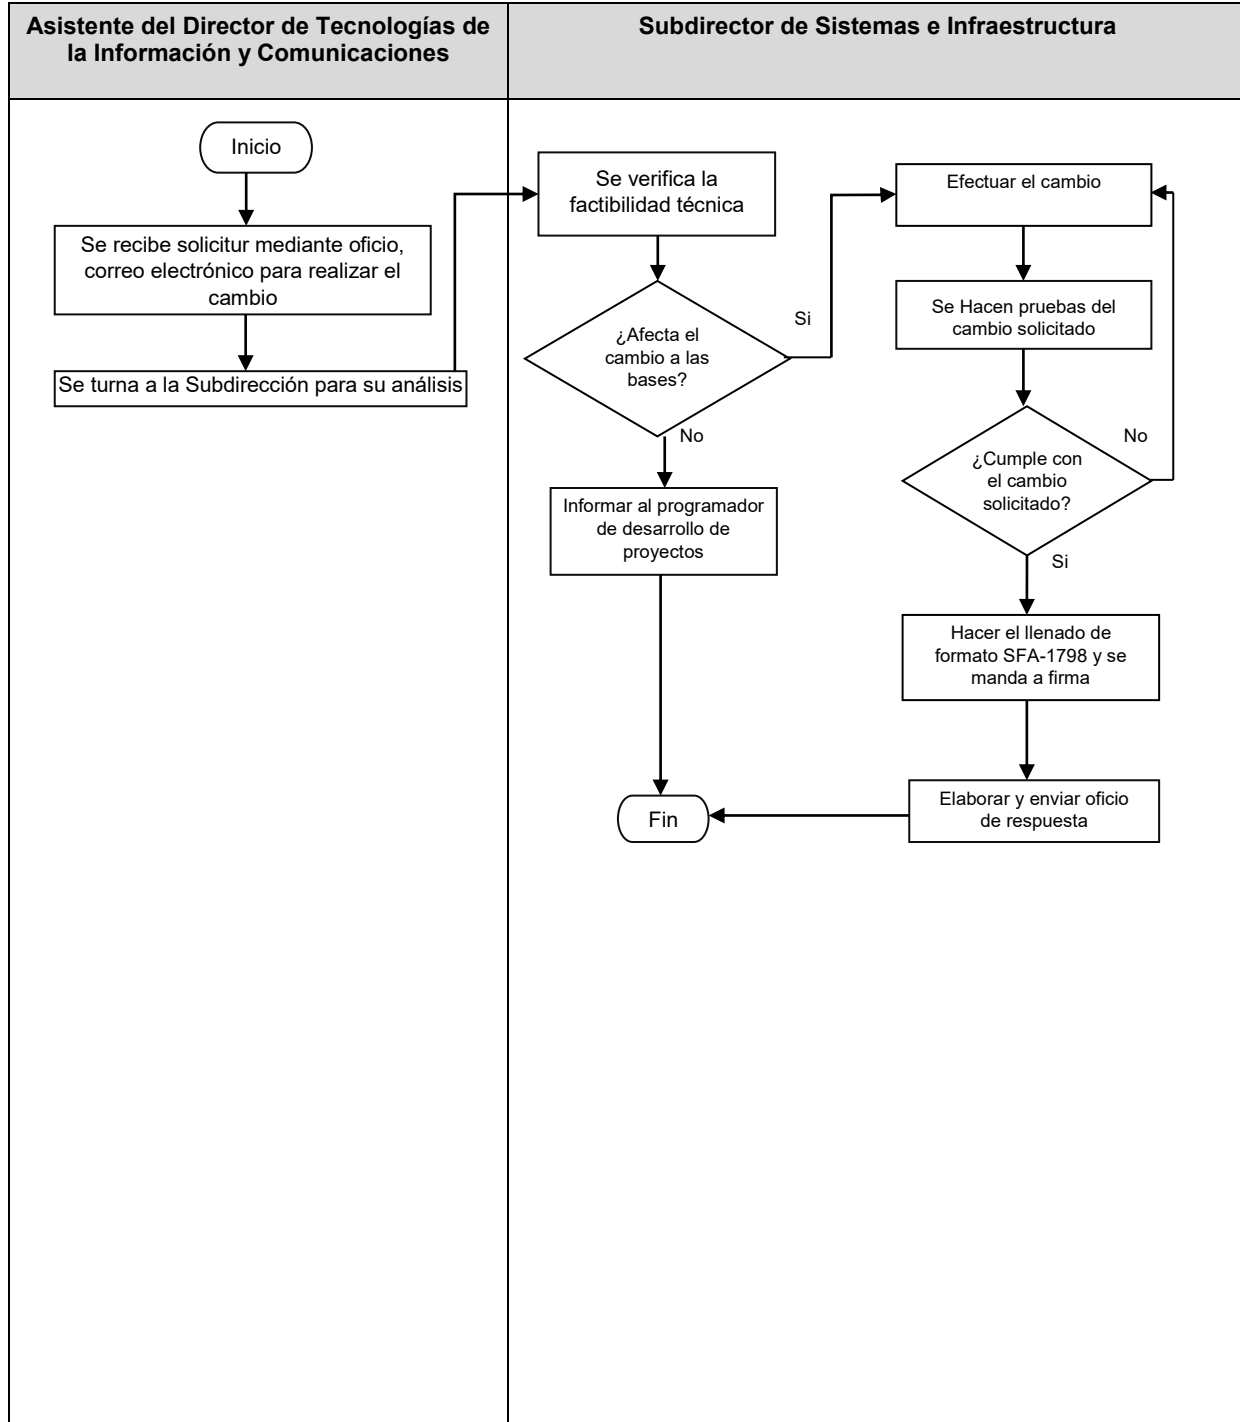 Asistente del Director de Tecnologías de
la Información y Comunicaciones
Subdirector de Sistemas e Infraestructura
Inicio
Se recibe solicitur mediante oficio,
correo electrónico para realizar el
cambio
Se turna a la Subdirección para su análisis
Se verifica la
factibilidad técnica
¿Afecta el
cambio a las
bases?
Si
No
Informar al programador
de desarrollo de
proyectos
Efectuar el cambio
Se Hacen pruebas del
cambio solicitado
¿Cumple con
el cambio
solicitado?
No
Si
Hacer el llenado de
formato SFA-1798 y se
manda a firma
Elaborar y enviar oficio
de respuesta
Fin